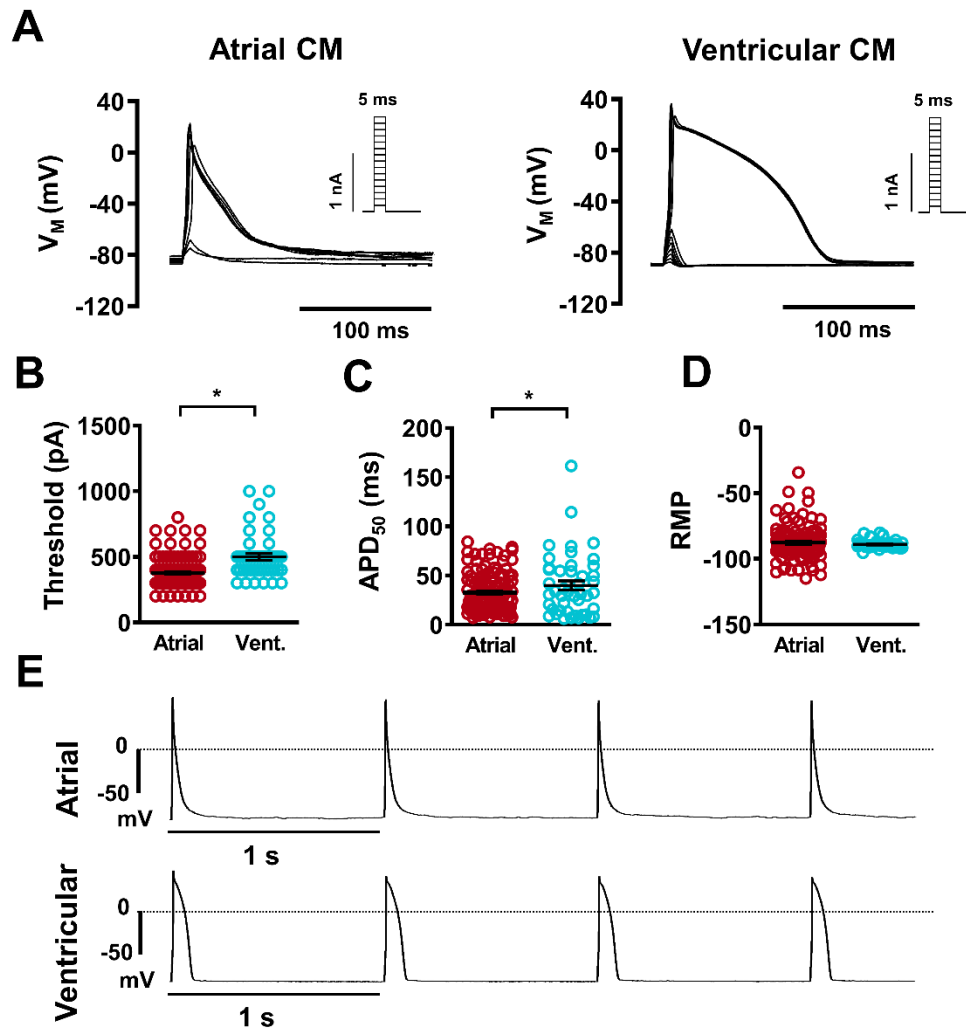 A
Atrial CM
Ventricular CM
40
0
-40
-80
-120
V_M (mV)
5 ms
1 nA
100 ms
40
0
-40
-80
-120
V_M (mV)
5 ms
1 nA
100 ms
B
*
1500
1000
500
0
Threshold (pA)
Atrial
Vent.
C
*
200
150
100
50
0
APD_50 (ms)
Atrial
Vent.
D
0
-50
-100
-150
RMP
Atrial
Vent.
E
Atrial
0
-50
mV
1 s
Ventricular
0
-50
mV
1 s